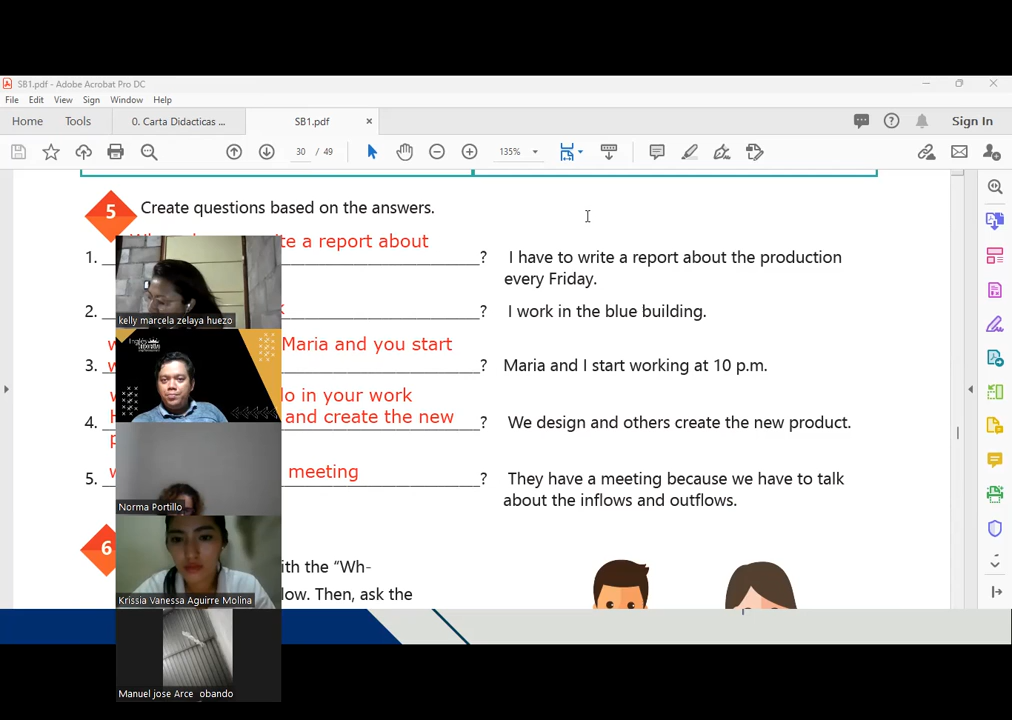 SB1.pdf - Adobe Acrobat Pro DC
File Edit View Sign Window Help
Home Tools 0. Carta Didacticas ... SB1.pdf × Sign In
30 / 49 135%
5 Create questions based on the answers.
te a report about
1. ? I have to write a report about the production
every Friday.
2. ? I work in the blue building.
Maria and you start
3. ? Maria and I start working at 10 p.m.
do in your work
and create the new
4. ? We design and others create the new product.
meeting
5. ? They have a meeting because we have to talk
about the inflows and outflows.
6 ith the “Wh-
Then, ask the
kelly marcela zelaya huezo
Norma Portillo
Krissia Vanessa Aguirre Molina
Manuel jose Arce obando